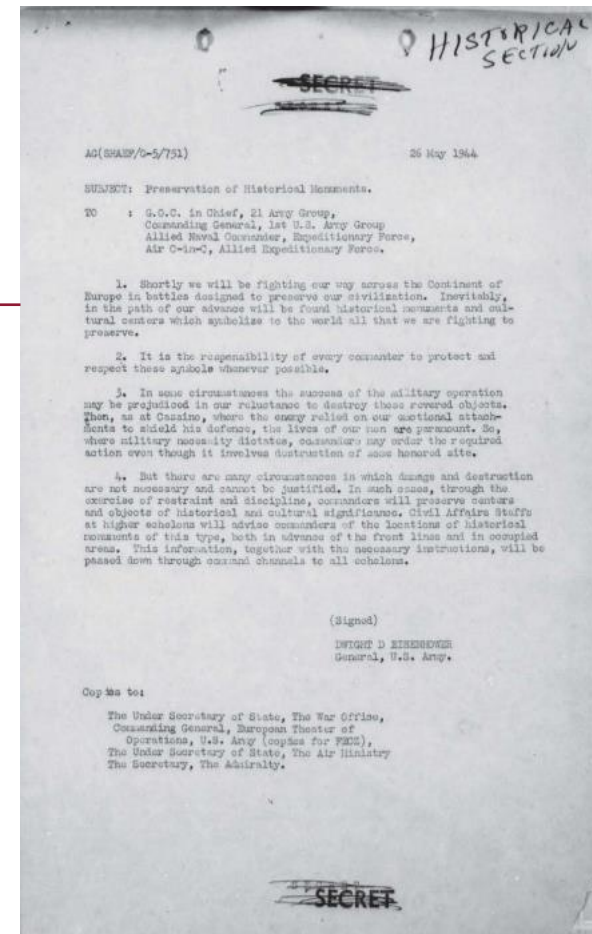 HISTORICAL
SECTION
SECRET
AG(SHAEF/G-5/751) 26 May 1944
SUBJECT: Preservation of Historical Monuments.
TO : G.O.C. in Chief, 21 Army Group,
Commanding General, 1st U.S. Army Group
Allied Naval Commander, Expeditionary Force,
Air C-in-C, Allied Expeditionary Force.
1. Shortly we will be fighting our way across the Continent of
Europe in battles designed to preserve our civilization. Inevitably,
in the path of our advance will be found historical monuments and cul-
tural centers which symbolize to the world all that we are fighting to
preserve.
2. It is the responsibility of every commander to protect and
respect these symbols whenever possible.
3. In some circumstances the success of the military operation
may be prejudiced in our reluctance to destroy these revered objects.
Then, as at Cassino, where the enemy relied on our emotional attach-
ments to shield his defence, the lives of our men are paramount. So,
where military necessity dictates, commanders may order the required
action even though it involves destruction of some honored site.
4. But there are many circumstances in which damage and destruction
are not necessary and cannot be justified. In such cases, through the
exercise of restraint and discipline, commanders will preserve centers
and objects of historical and cultural significance. Civil Affairs Staffs
at higher echelons will advise commanders of the locations of historical
monuments of this type, both in advance of the front lines and in occupied
areas. This information, together with the necessary instructions, will be
passed down through command channels to all echelons.
(Signed)
DWIGHT D EISENHOWER
General, U.S. Army.
Copies to:
The Under Secretary of State, The War Office,
Commanding General, European Theater of
Operations, U.S. Army (copies for
The Under Secretary of State, The Air Ministry
The Secretary, The Admiralty.
SECRET